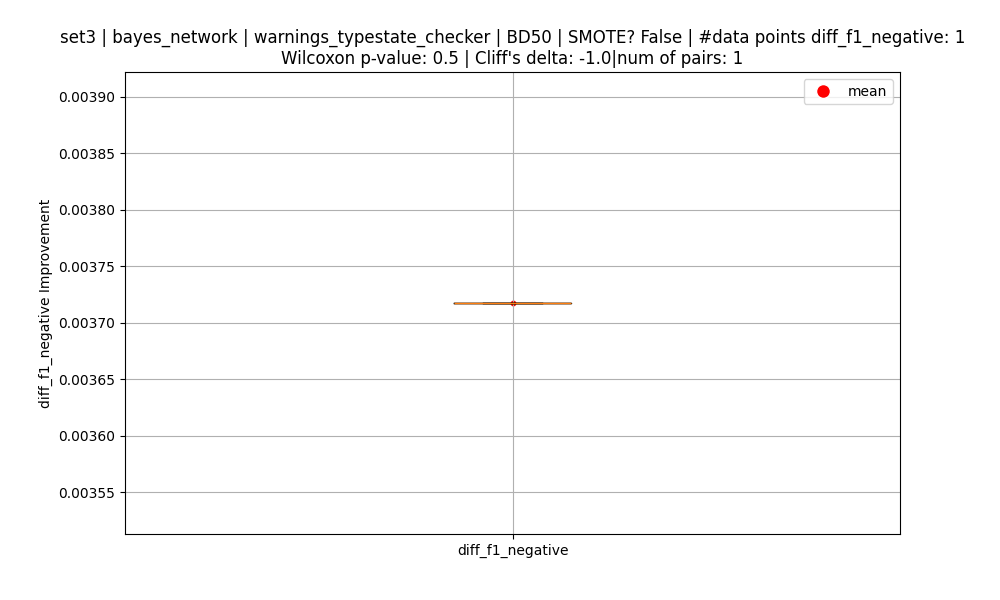 set3 | bayes_network | warnings_typestate_checker | BD50 | SMOTE? False | #data points diff_f1_negative: 1
Wilcoxon p-value: 0.5 | Cliff's delta: -1.0|num of pairs: 1
mean
0.00390
0.00385
0.00380
0.00375
0.00370
0.00365
0.00360
0.00355
diff_f1_negative Improvement
diff_f1_negative